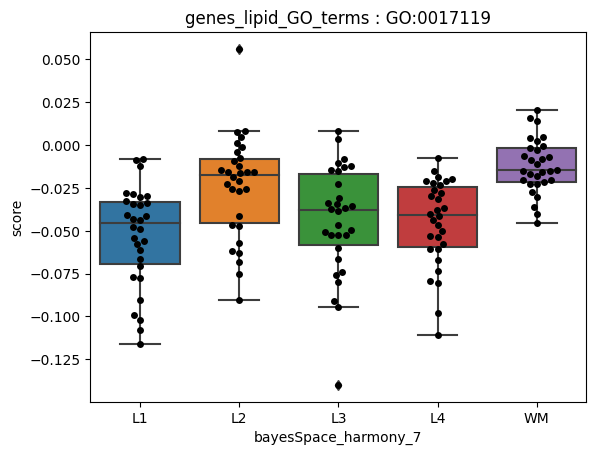 genes_lipid_GO_terms : GO:0017119
0.050
0.025
0.000
−0.025
−0.050
−0.075
−0.100
−0.125
score
L1 L2 L3 L4 WM
bayesSpace_harmony_7